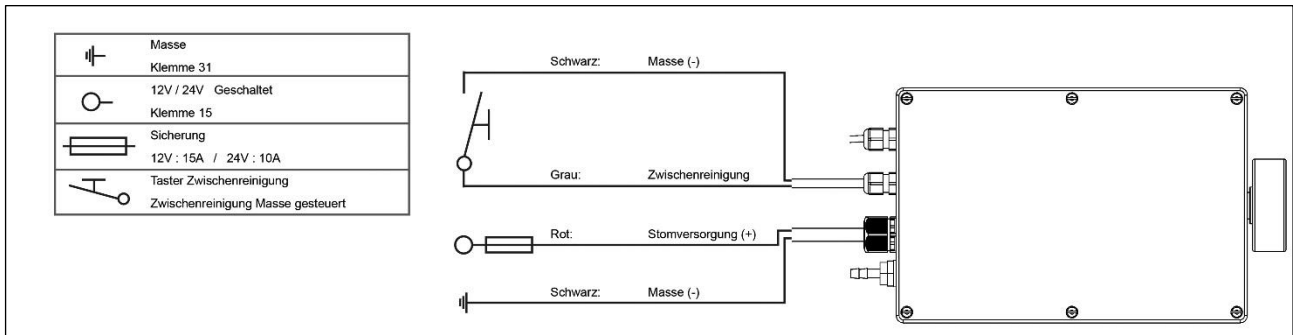 Masse
Klemme 31
12V / 24V Geschaltet
Klemme 15
Sicherung
12V : 15A / 24V : 10A
Taster Zwischenreinigung
Zwischenreinigung Masse gesteuert
Schwarz: Masse (-)
Grau: Zwischenreinigung
Rot: Stomversorgung (+)
Schwarz: Masse (-)